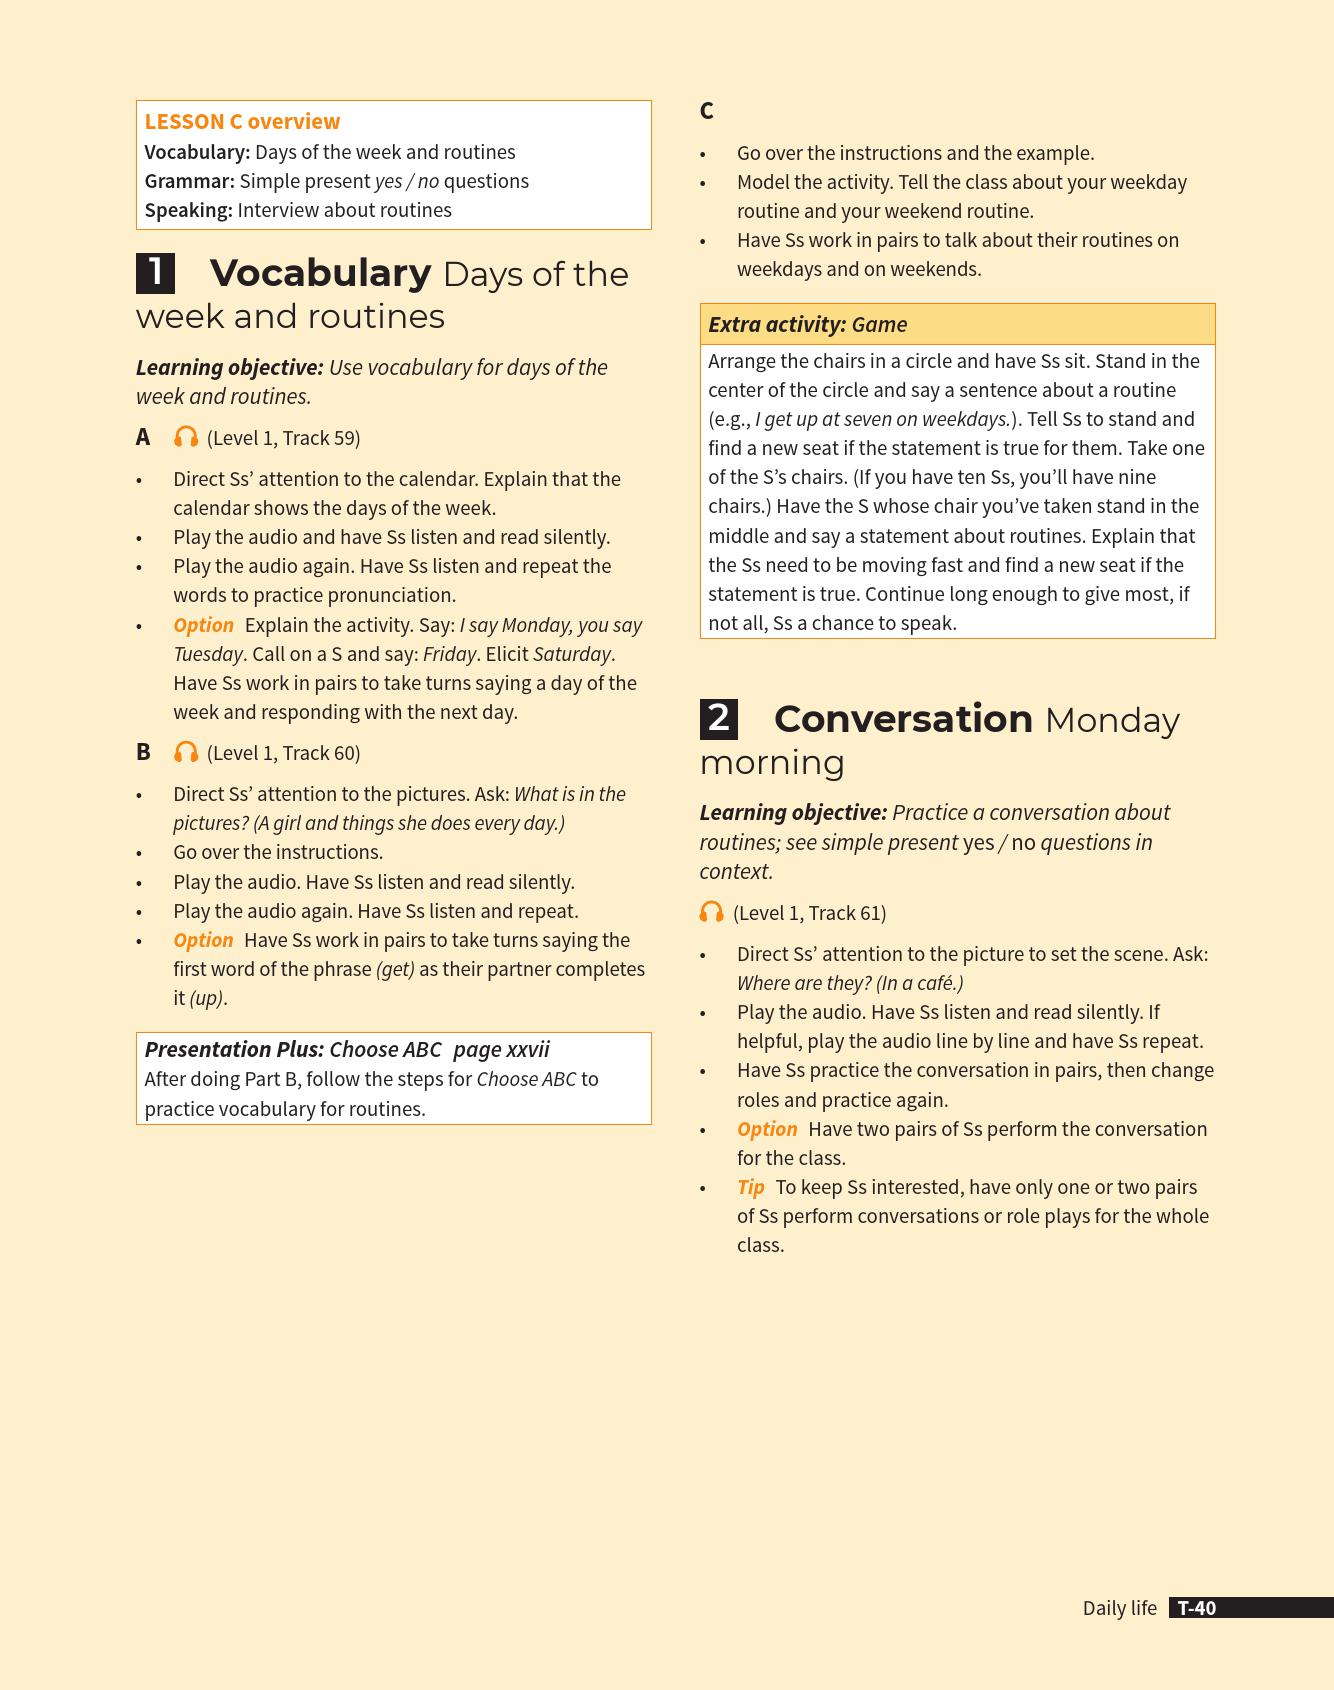 LESSON C overview
Vocabulary: Days of the week and routines
Grammar: Simple present yes / no questions
Speaking: Interview about routines
1 Vocabulary Days of the
week and routines
Learning objective: Use vocabulary for days of the
week and routines.
A (Level 1, Track 59)
• Direct Ss’ attention to the calendar. Explain that the
calendar shows the days of the week.
• Play the audio and have Ss listen and read silently.
• Play the audio again. Have Ss listen and repeat the
words to practice pronunciation.
• Option Explain the activity. Say: I say Monday, you say
Tuesday. Call on a S and say: Friday. Elicit Saturday.
Have Ss work in pairs to take turns saying a day of the
week and responding with the next day.
B (Level 1, Track 60)
• Direct Ss’ attention to the pictures. Ask: What is in the
pictures? (A girl and things she does every day.)
• Go over the instructions.
• Play the audio. Have Ss listen and read silently.
• Play the audio again. Have Ss listen and repeat.
• Option Have Ss work in pairs to take turns saying the
first word of the phrase (get) as their partner completes
it (up).
Presentation Plus: Choose ABC page xxvii
After doing Part B, follow the steps for Choose ABC to
practice vocabulary for routines.
C
• Go over the instructions and the example.
• Model the activity. Tell the class about your weekday
routine and your weekend routine.
• Have Ss work in pairs to talk about their routines on
weekdays and on weekends.
Extra activity: Game
Arrange the chairs in a circle and have Ss sit. Stand in the
center of the circle and say a sentence about a routine
(e.g., I get up at seven on weekdays.). Tell Ss to stand and
find a new seat if the statement is true for them. Take one
of the S’s chairs. (If you have ten Ss, you’ll have nine
chairs.) Have the S whose chair you’ve taken stand in the
middle and say a statement about routines. Explain that
the Ss need to be moving fast and find a new seat if the
statement is true. Continue long enough to give most, if
not all, Ss a chance to speak.
2 Conversation Monday
morning
Learning objective: Practice a conversation about
routines; see simple present yes / no questions in
context.
(Level 1, Track 61)
• Direct Ss’ attention to the picture to set the scene. Ask:
Where are they? (In a café.)
• Play the audio. Have Ss listen and read silently. If
helpful, play the audio line by line and have Ss repeat.
• Have Ss practice the conversation in pairs, then change
roles and practice again.
• Option Have two pairs of Ss perform the conversation
for the class.
• Tip To keep Ss interested, have only one or two pairs
of Ss perform conversations or role plays for the whole
class.
Daily life T-40